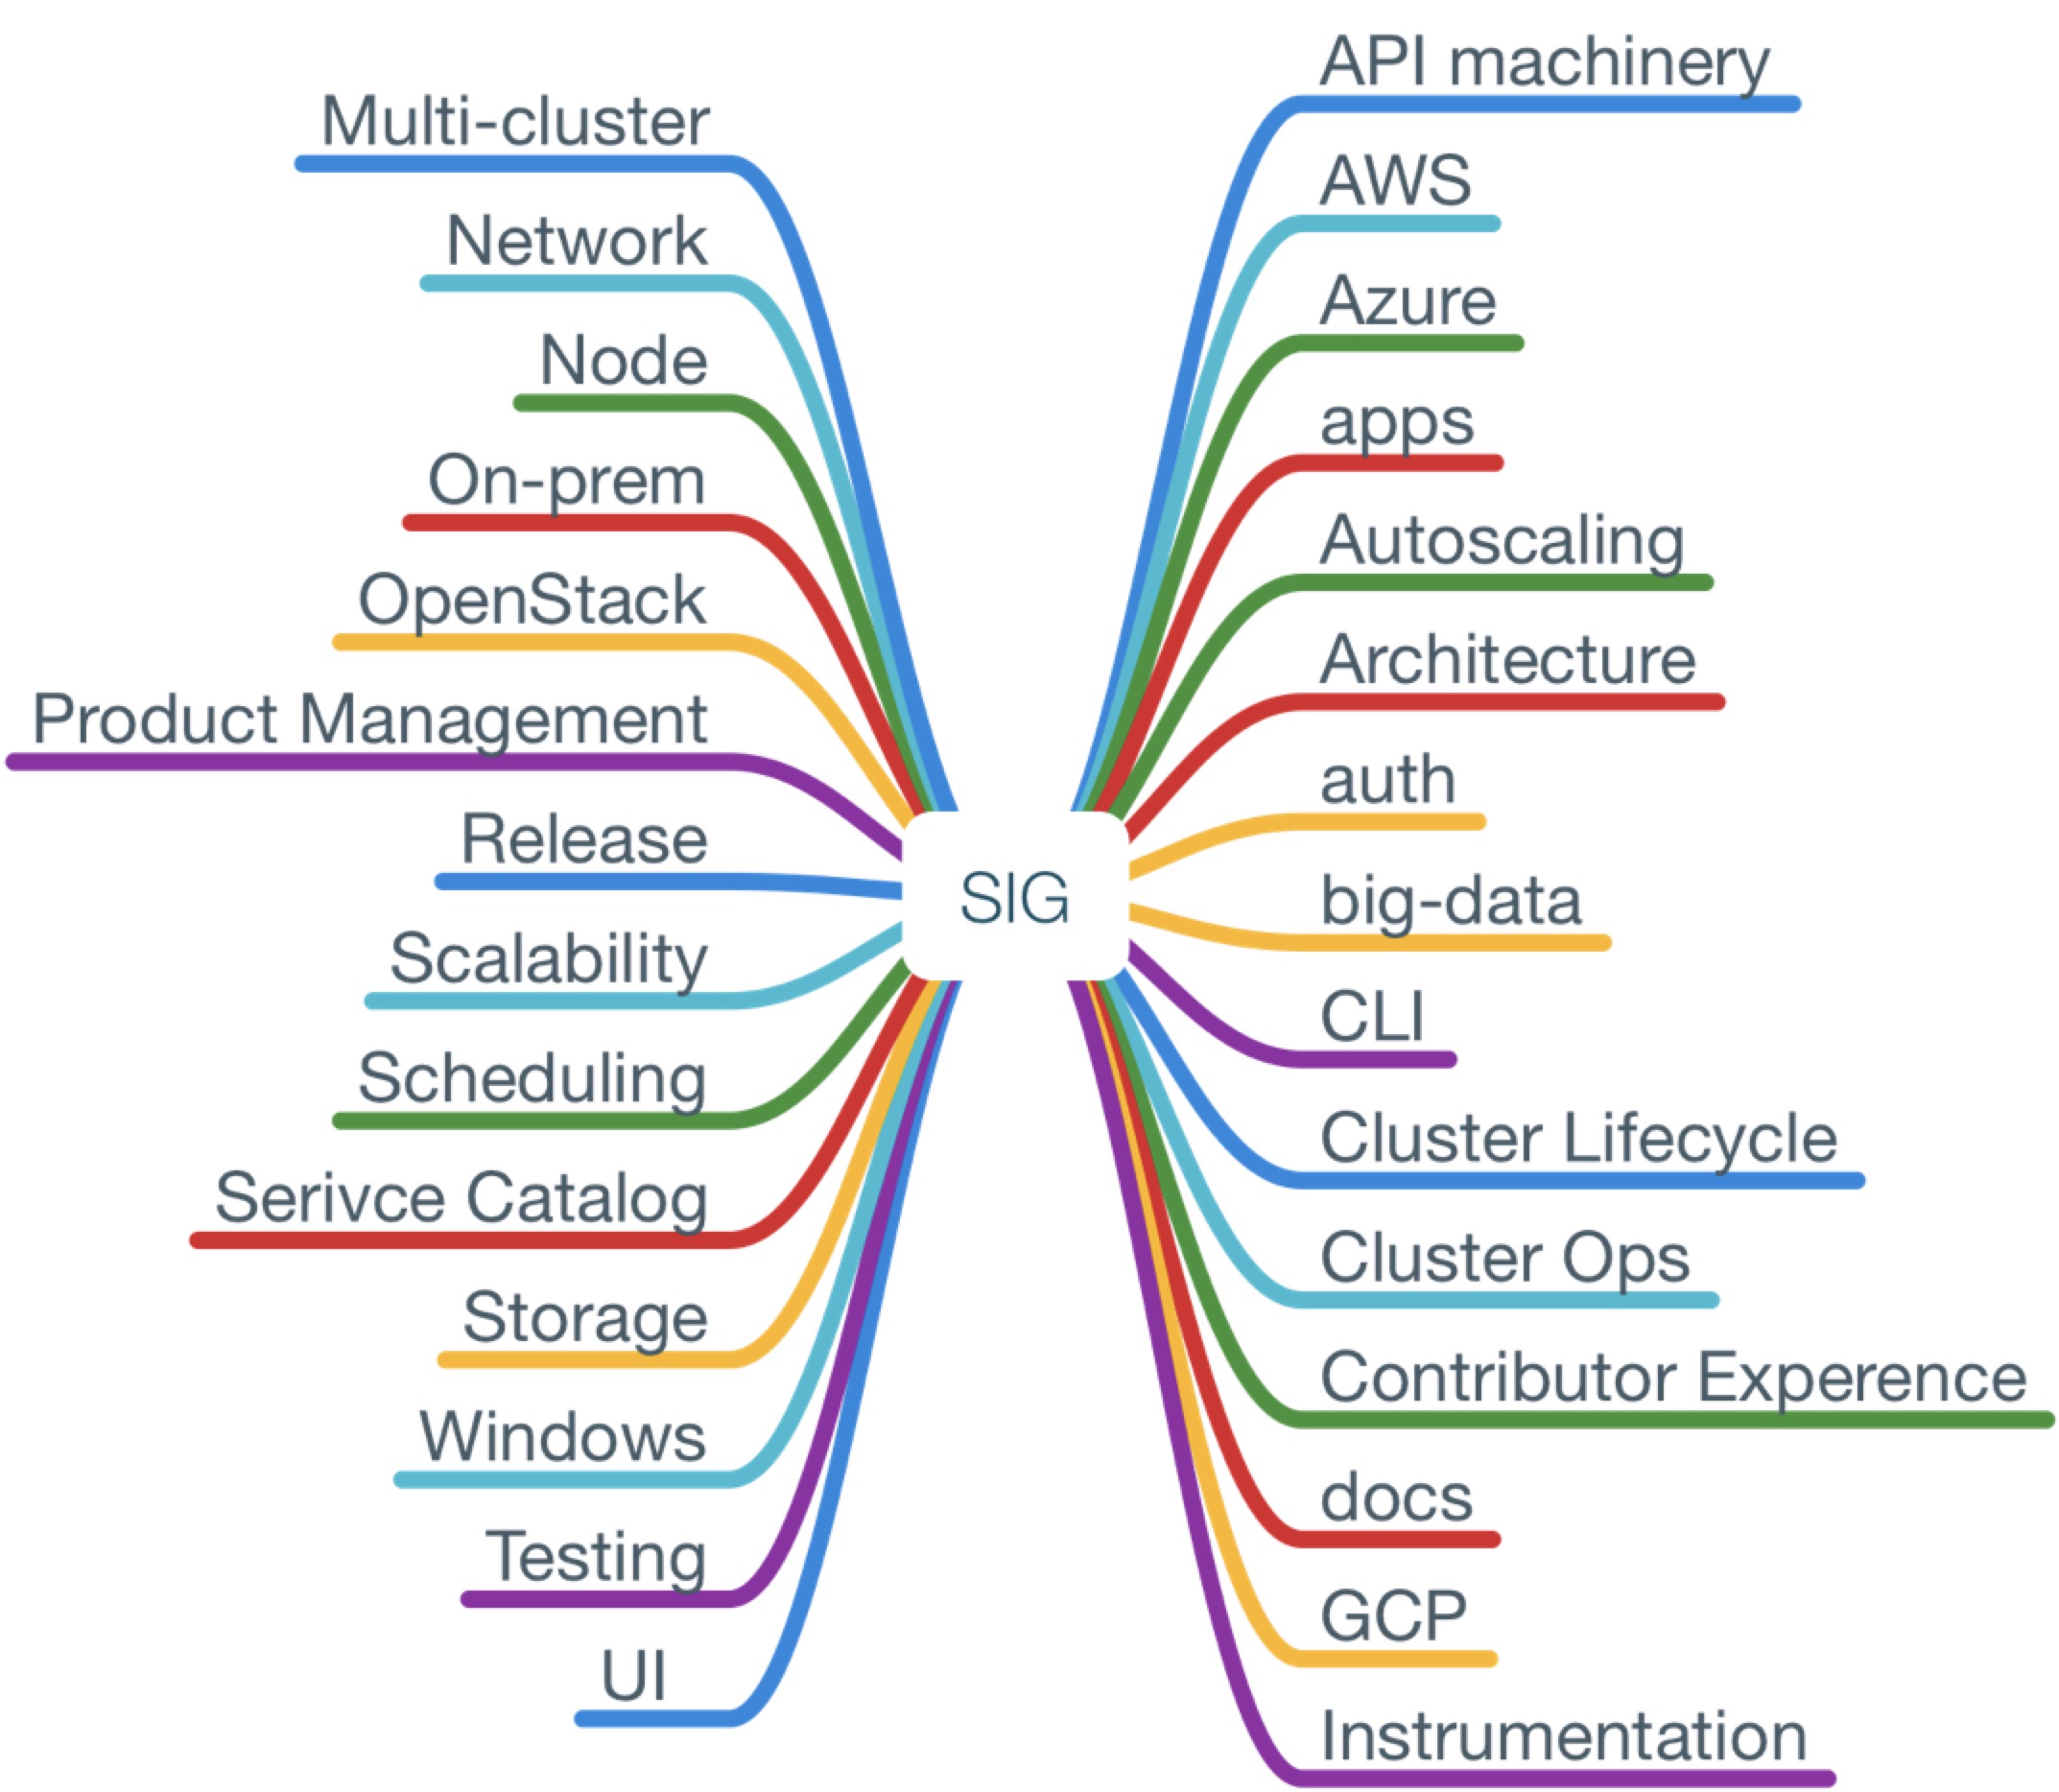 Multi-cluster
Network
Node
On-prem
OpenStack
Product Management
Release
Scalability
Scheduling
Serivce Catalog
Storage
Windows
Testing
UI
SIG
API machinery
AWS
Azure
apps
Autoscaling
Architecture
auth
big-data
CLI
Cluster Lifecycle
Cluster Ops
Contributor Experence
docs
GCP
Instrumentation